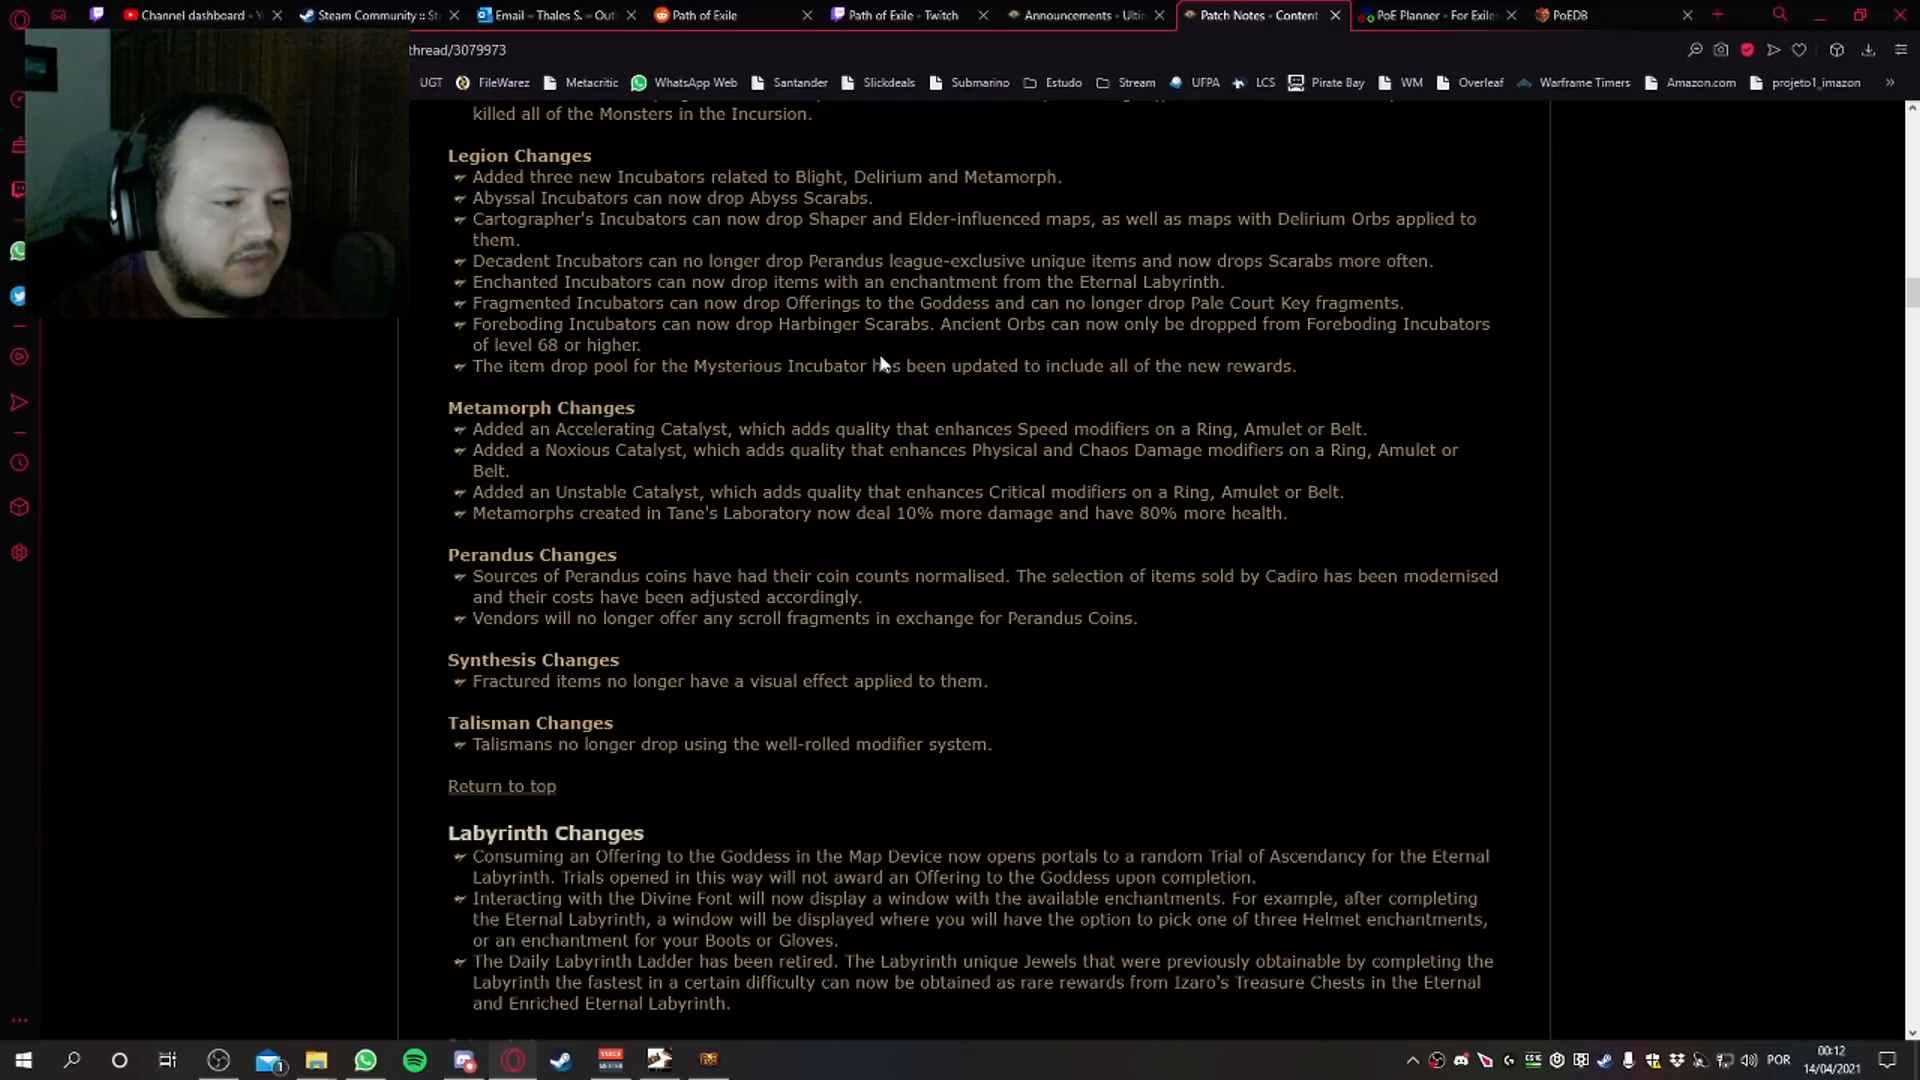 Channel dashboard - Y
Steam Community :: St
Email – Thales S. – Out
Path of Exile
Path of Exile - Twitch
Announcements - Ultin
Patch Notes - Content
PoE Planner - For Exile
PoEDB
thread/3079973
UGT
FileWarez
Metacritic
WhatsApp Web
Santander
Slickdeals
Submarino
Estudo
Stream
UFPA
LCS
Pirate Bay
WM
Overleaf
Warframe Timers
Amazon.com
projeto1_imazon
killed all of the Monsters in the Incursion.
Legion Changes
Added three new Incubators related to Blight, Delirium and Metamorph.
Abyssal Incubators can now drop Abyss Scarabs.
Cartographer's Incubators can now drop Shaper and Elder-influenced maps, as well as maps with Delirium Orbs applied to
them.
Decadent Incubators can no longer drop Perandus league-exclusive unique items and now drops Scarabs more often.
Enchanted Incubators can now drop items with an enchantment from the Eternal Labyrinth.
Fragmented Incubators can now drop Offerings to the Goddess and can no longer drop Pale Court Key fragments.
Foreboding Incubators can now drop Harbinger Scarabs. Ancient Orbs can now only be dropped from Foreboding Incubators
of level 68 or higher.
The item drop pool for the Mysterious Incubator has been updated to include all of the new rewards.
Metamorph Changes
Added an Accelerating Catalyst, which adds quality that enhances Speed modifiers on a Ring, Amulet or Belt.
Added a Noxious Catalyst, which adds quality that enhances Physical and Chaos Damage modifiers on a Ring, Amulet or
Belt.
Added an Unstable Catalyst, which adds quality that enhances Critical modifiers on a Ring, Amulet or Belt.
Metamorphs created in Tane's Laboratory now deal 10% more damage and have 80% more health.
Perandus Changes
Sources of Perandus coins have had their coin counts normalised. The selection of items sold by Cadiro has been modernised
and their costs have been adjusted accordingly.
Vendors will no longer offer any scroll fragments in exchange for Perandus Coins.
Synthesis Changes
Fractured items no longer have a visual effect applied to them.
Talisman Changes
Talismans no longer drop using the well-rolled modifier system.
Return to top
Labyrinth Changes
Consuming an Offering to the Goddess in the Map Device now opens portals to a random Trial of Ascendancy for the Eternal
Labyrinth. Trials opened in this way will not award an Offering to the Goddess upon completion.
Interacting with the Divine Font will now display a window with the available enchantments. For example, after completing
the Eternal Labyrinth, a window will be displayed where you will have the option to pick one of three Helmet enchantments,
or an enchantment for your Boots or Gloves.
The Daily Labyrinth Ladder has been retired. The Labyrinth unique Jewels that were previously obtainable by completing the
Labyrinth the fastest in a certain difficulty can now be obtained as rare rewards from Izaro's Treasure Chests in the Eternal
and Enriched Eternal Labyrinth.
POR
00:12
14/04/2021